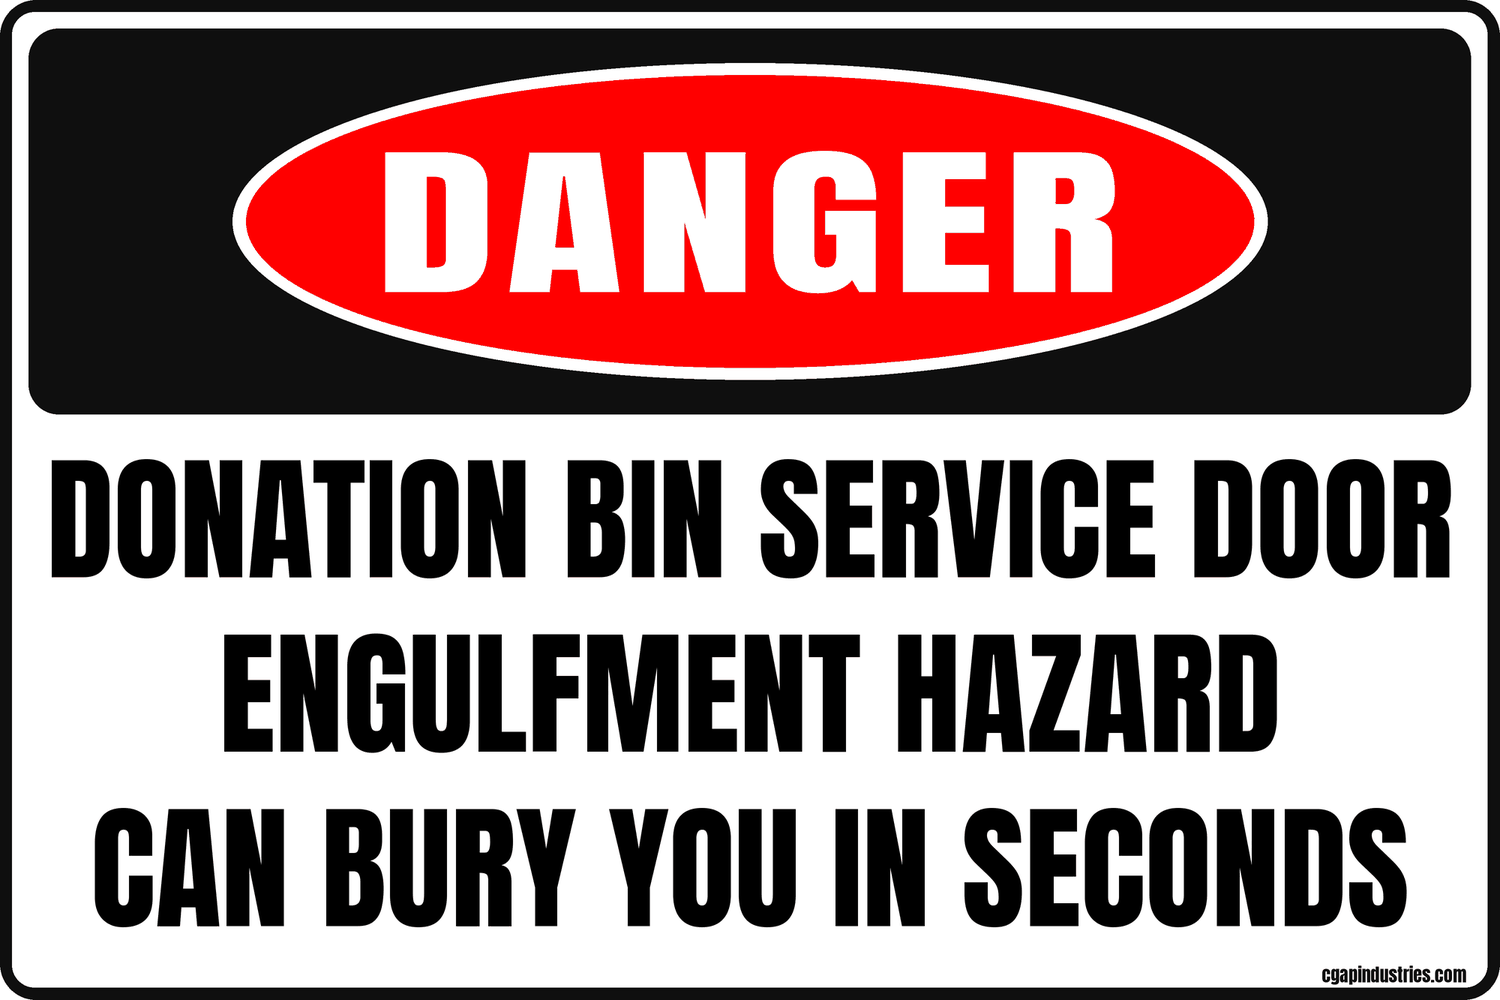 DANGER
DONATION BIN SERVICE DOOR
ENGULFMENT HAZARD
CAN BURY YOU IN SECONDS
cgapindustries.com